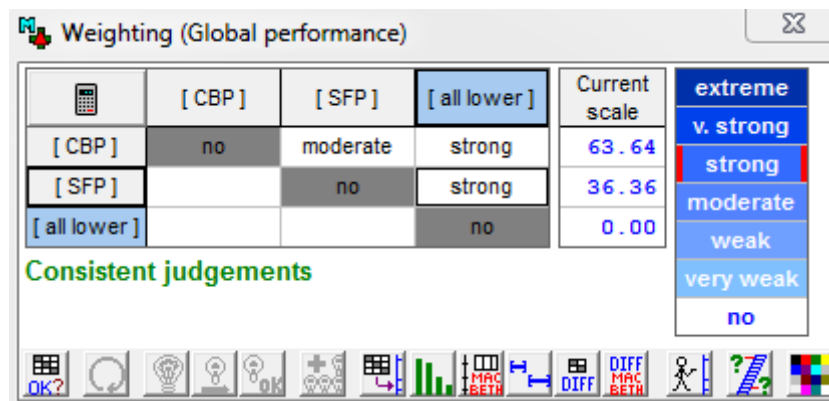 Weighting (Global performance)
[ CBP ] [ SFP ] [ all lower ] Current scale
[ CBP ] no moderate strong 63.64
[ SFP ] no strong 36.36
[ all lower ] no 0.00
extreme
v. strong
strong
moderate
weak
very weak
no
Consistent judgements
OK? OK MAC BETH DIFF DIFF MAC BETH ? ?